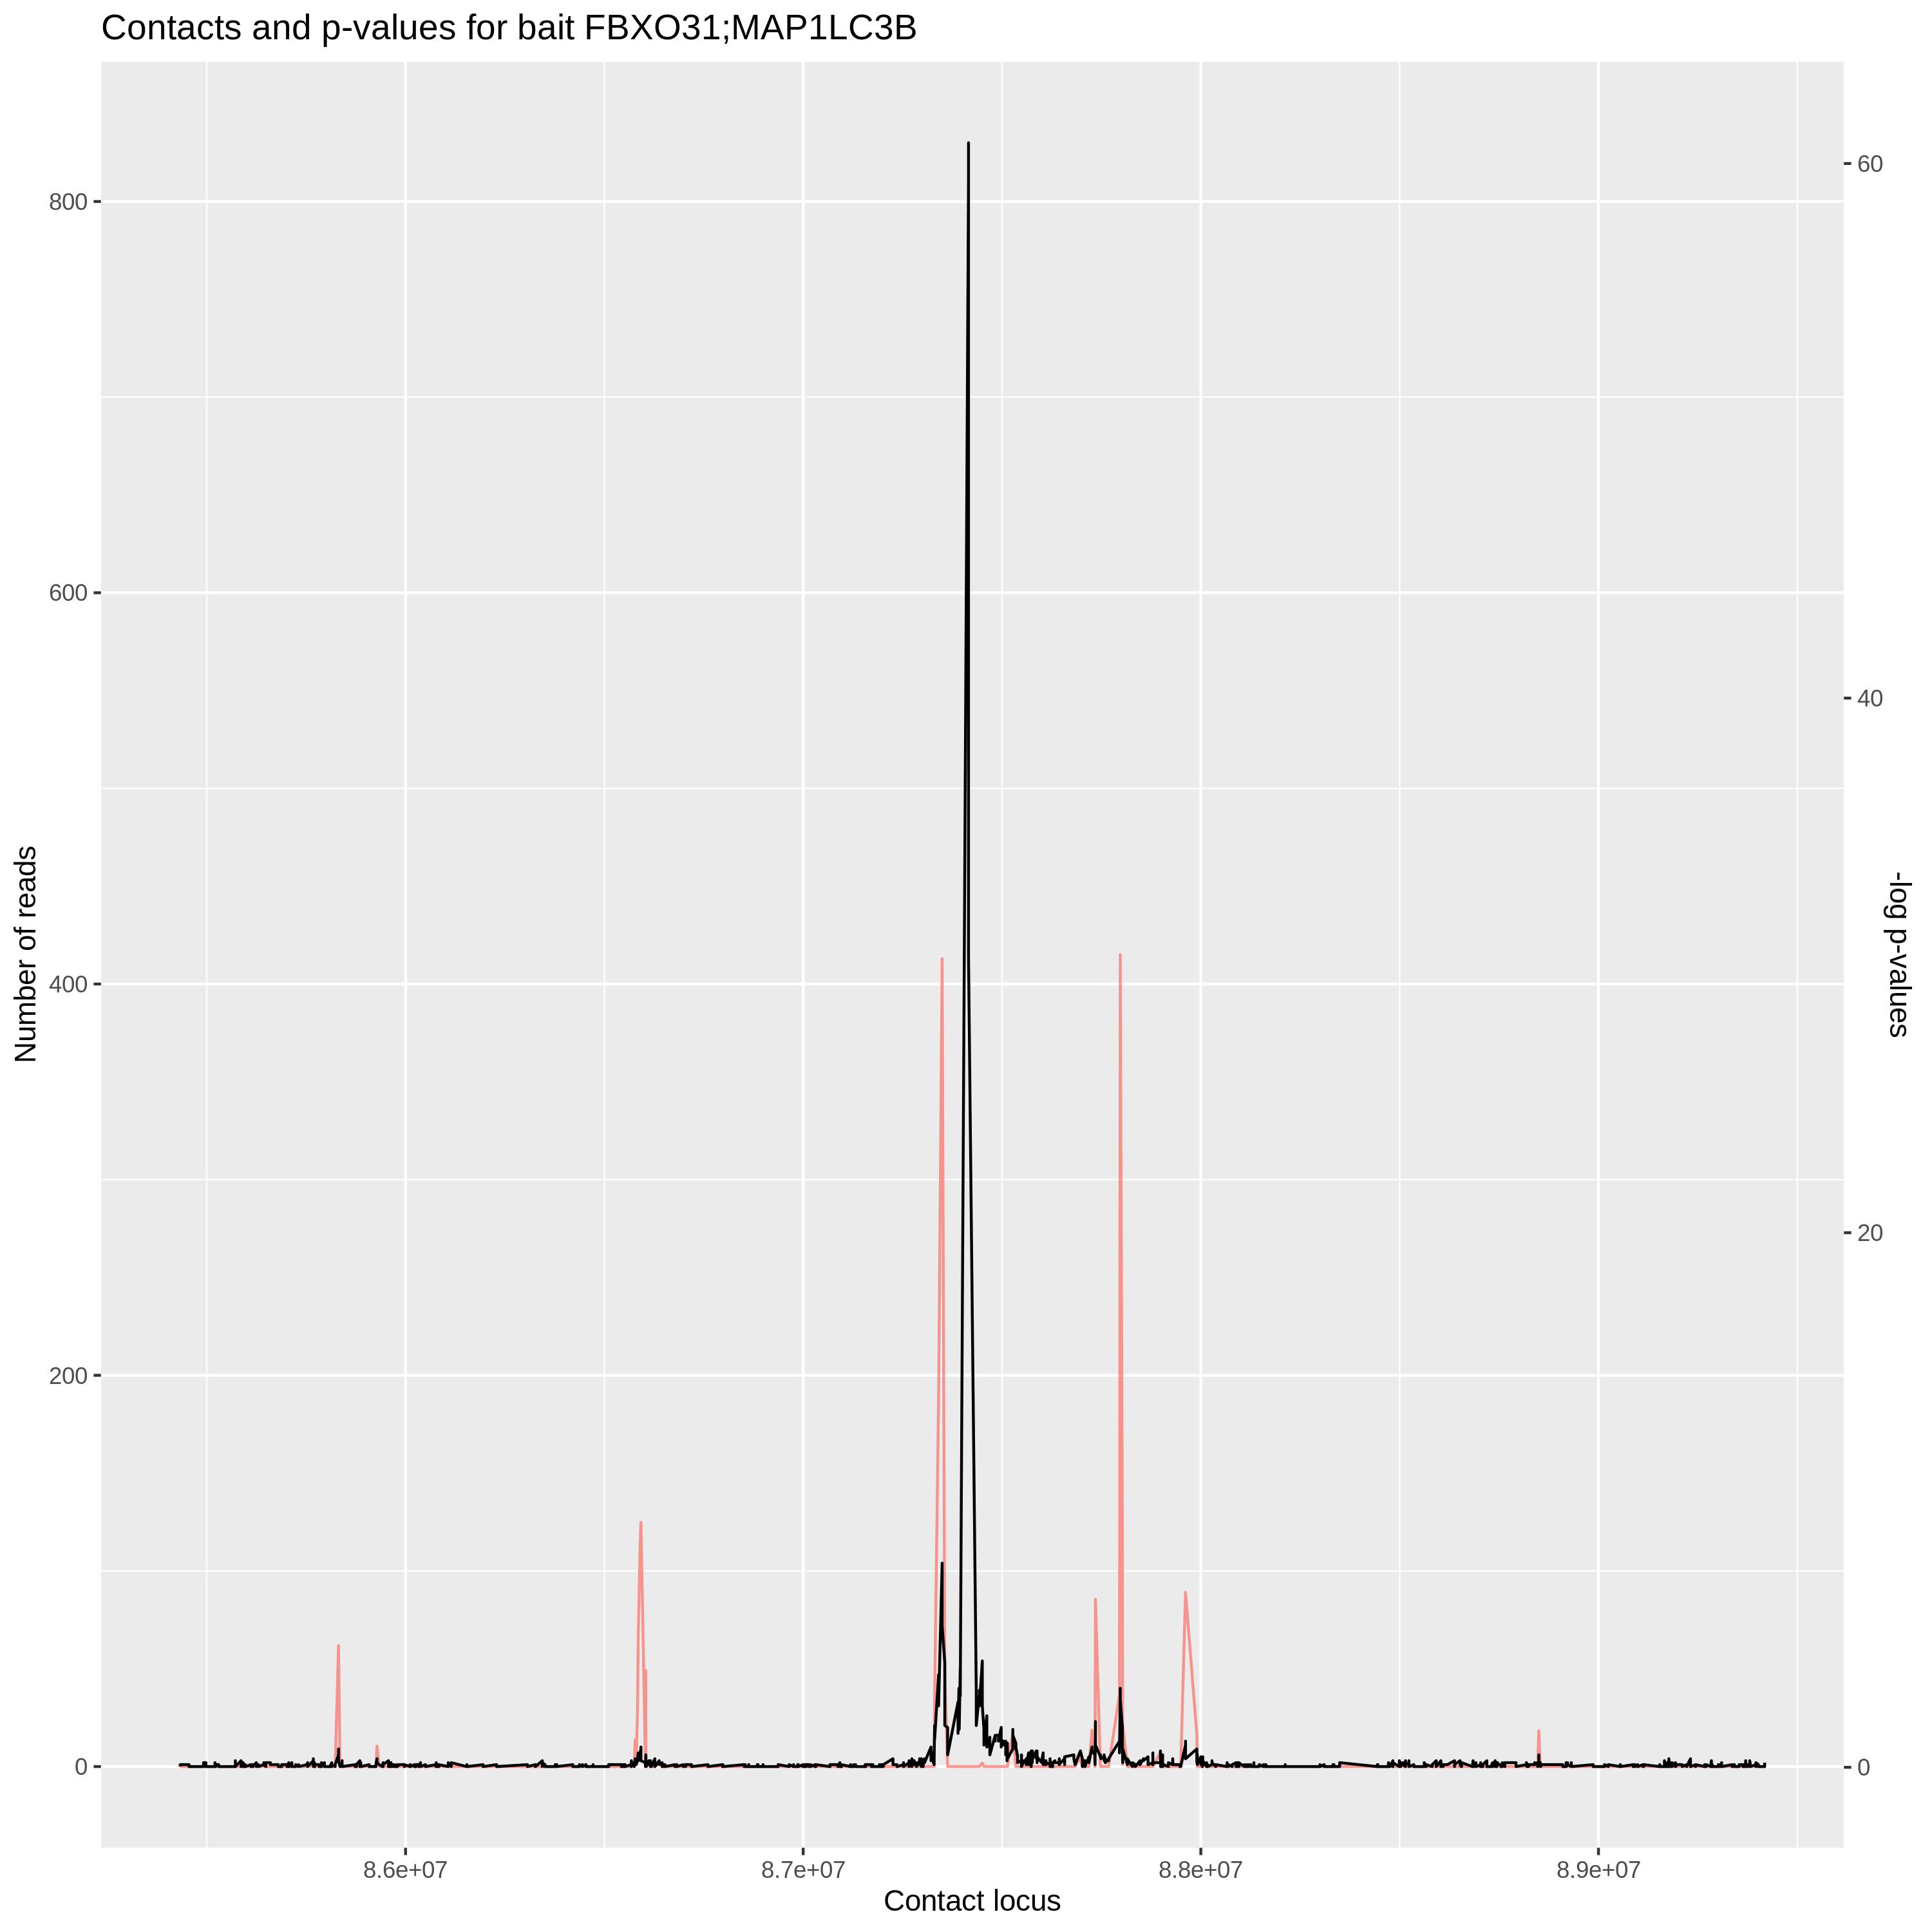 Contacts and p-values for bait FBXO31;MAP1LC3B
800
600
400
200
0
Number of reads
60
40
20
0
-log p-values
8.6e+07
8.7e+07
8.8e+07
8.9e+07
Contact locus